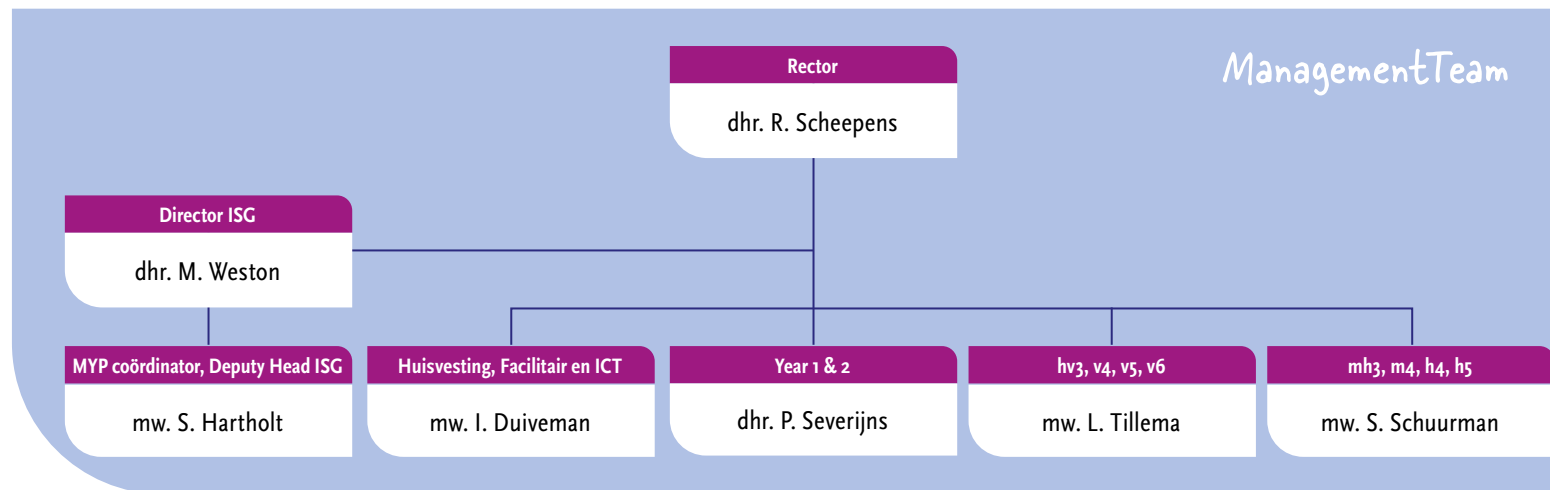 ManagementTeam
Rector
dhr. R. Scheepens
Director ISG
dhr. M. Weston
MYP coördinator, Deputy Head ISG
mw. S. Hartholt
Huisvesting, Facilitair en ICT
mw. I. Duiveman
Year 1 & 2
dhr. P. Severijns
hv3, v4, v5, v6
mw. L. Tillema
mh3, m4, h4, h5
mw. S. Schuurman